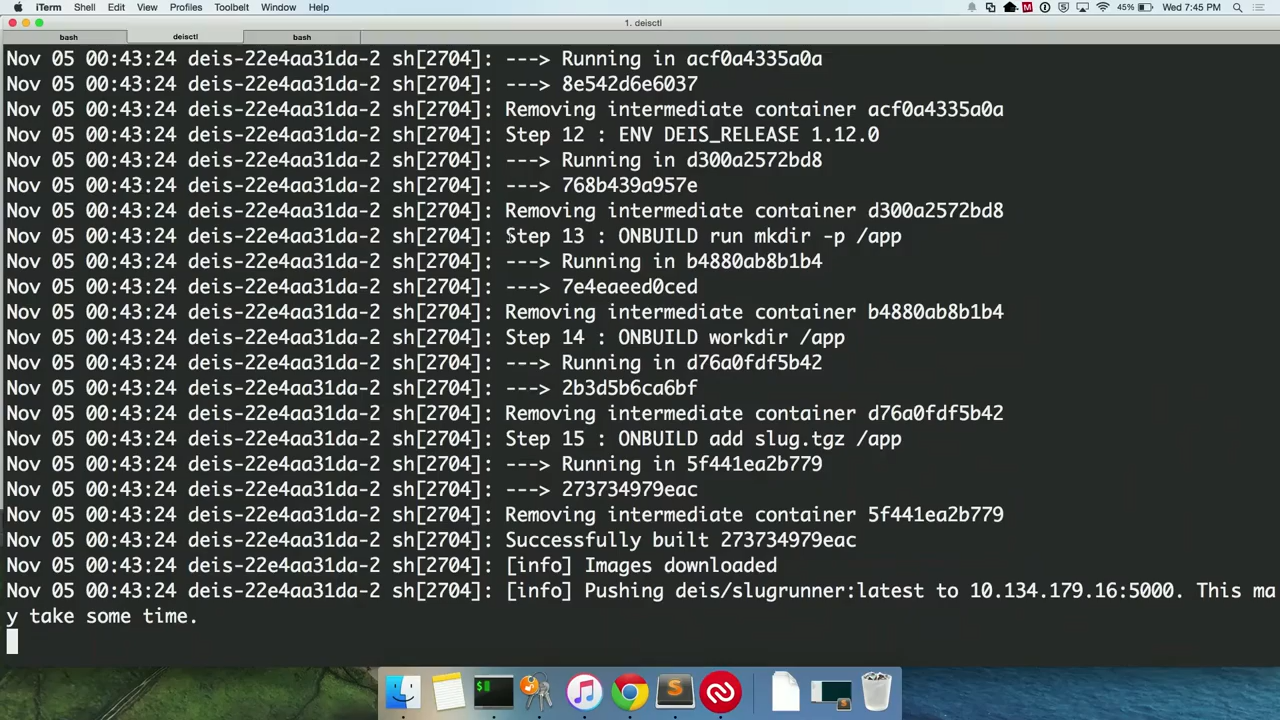 iTerm Shell Edit View Profiles Toolbelt Window Help 45% Wed 7:45 PM
1. deisctl
bash deisctl bash
Nov 05 00:43:24 deis-22e4aa31da-2 sh[2704]: ---> Running in acf0a4335a0a
Nov 05 00:43:24 deis-22e4aa31da-2 sh[2704]: ---> 8e542d6e6037
Nov 05 00:43:24 deis-22e4aa31da-2 sh[2704]: Removing intermediate container acf0a4335a0a
Nov 05 00:43:24 deis-22e4aa31da-2 sh[2704]: Step 12 : ENV DEIS_RELEASE 1.12.0
Nov 05 00:43:24 deis-22e4aa31da-2 sh[2704]: ---> Running in d300a2572bd8
Nov 05 00:43:24 deis-22e4aa31da-2 sh[2704]: ---> 768b439a957e
Nov 05 00:43:24 deis-22e4aa31da-2 sh[2704]: Removing intermediate container d300a2572bd8
Nov 05 00:43:24 deis-22e4aa31da-2 sh[2704]: Step 13 : ONBUILD run mkdir -p /app
Nov 05 00:43:24 deis-22e4aa31da-2 sh[2704]: ---> Running in b4880ab8b1b4
Nov 05 00:43:24 deis-22e4aa31da-2 sh[2704]: ---> 7e4eaeed0ced
Nov 05 00:43:24 deis-22e4aa31da-2 sh[2704]: Removing intermediate container b4880ab8b1b4
Nov 05 00:43:24 deis-22e4aa31da-2 sh[2704]: Step 14 : ONBUILD workdir /app
Nov 05 00:43:24 deis-22e4aa31da-2 sh[2704]: ---> Running in d76a0fdf5b42
Nov 05 00:43:24 deis-22e4aa31da-2 sh[2704]: ---> 2b3d5b6ca6bf
Nov 05 00:43:24 deis-22e4aa31da-2 sh[2704]: Removing intermediate container d76a0fdf5b42
Nov 05 00:43:24 deis-22e4aa31da-2 sh[2704]: Step 15 : ONBUILD add slug.tgz /app
Nov 05 00:43:24 deis-22e4aa31da-2 sh[2704]: ---> Running in 5f441ea2b779
Nov 05 00:43:24 deis-22e4aa31da-2 sh[2704]: ---> 273734979eac
Nov 05 00:43:24 deis-22e4aa31da-2 sh[2704]: Removing intermediate container 5f441ea2b779
Nov 05 00:43:24 deis-22e4aa31da-2 sh[2704]: Successfully built 273734979eac
Nov 05 00:43:24 deis-22e4aa31da-2 sh[2704]: [info] Images downloaded
Nov 05 00:43:24 deis-22e4aa31da-2 sh[2704]: [info] Pushing deis/slugrunner:latest to 10.134.179.16:5000. This ma
y take some time.